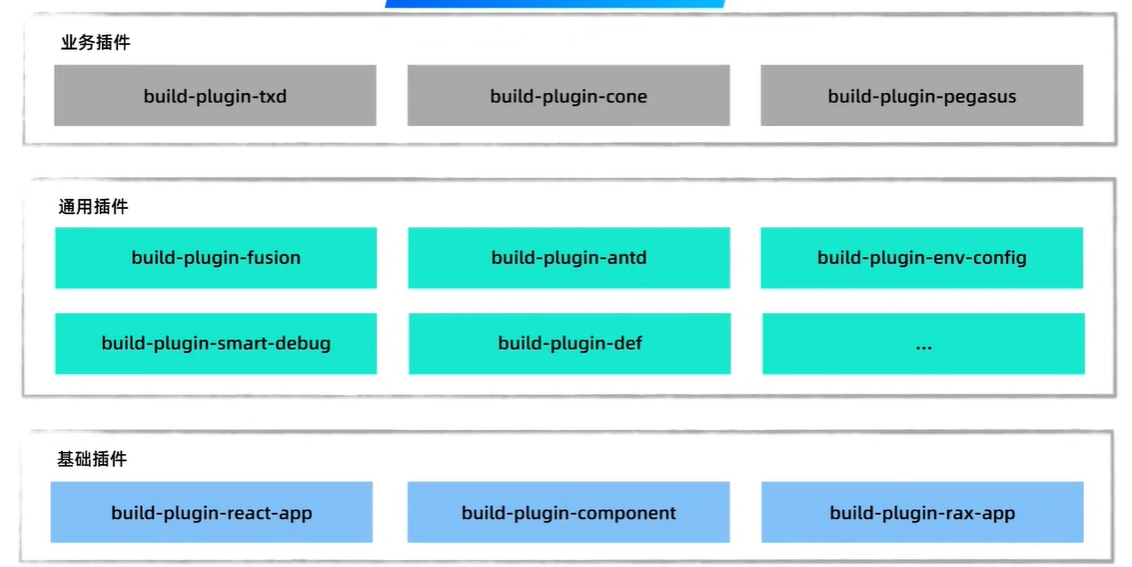 业务插件
build-plugin-txd
build-plugin-cone
build-plugin-pegasus
通用插件
build-plugin-fusion
build-plugin-antd
build-plugin-env-config
build-plugin-smart-debug
build-plugin-def
...
基础插件
build-plugin-react-app
build-plugin-component
build-plugin-rax-app